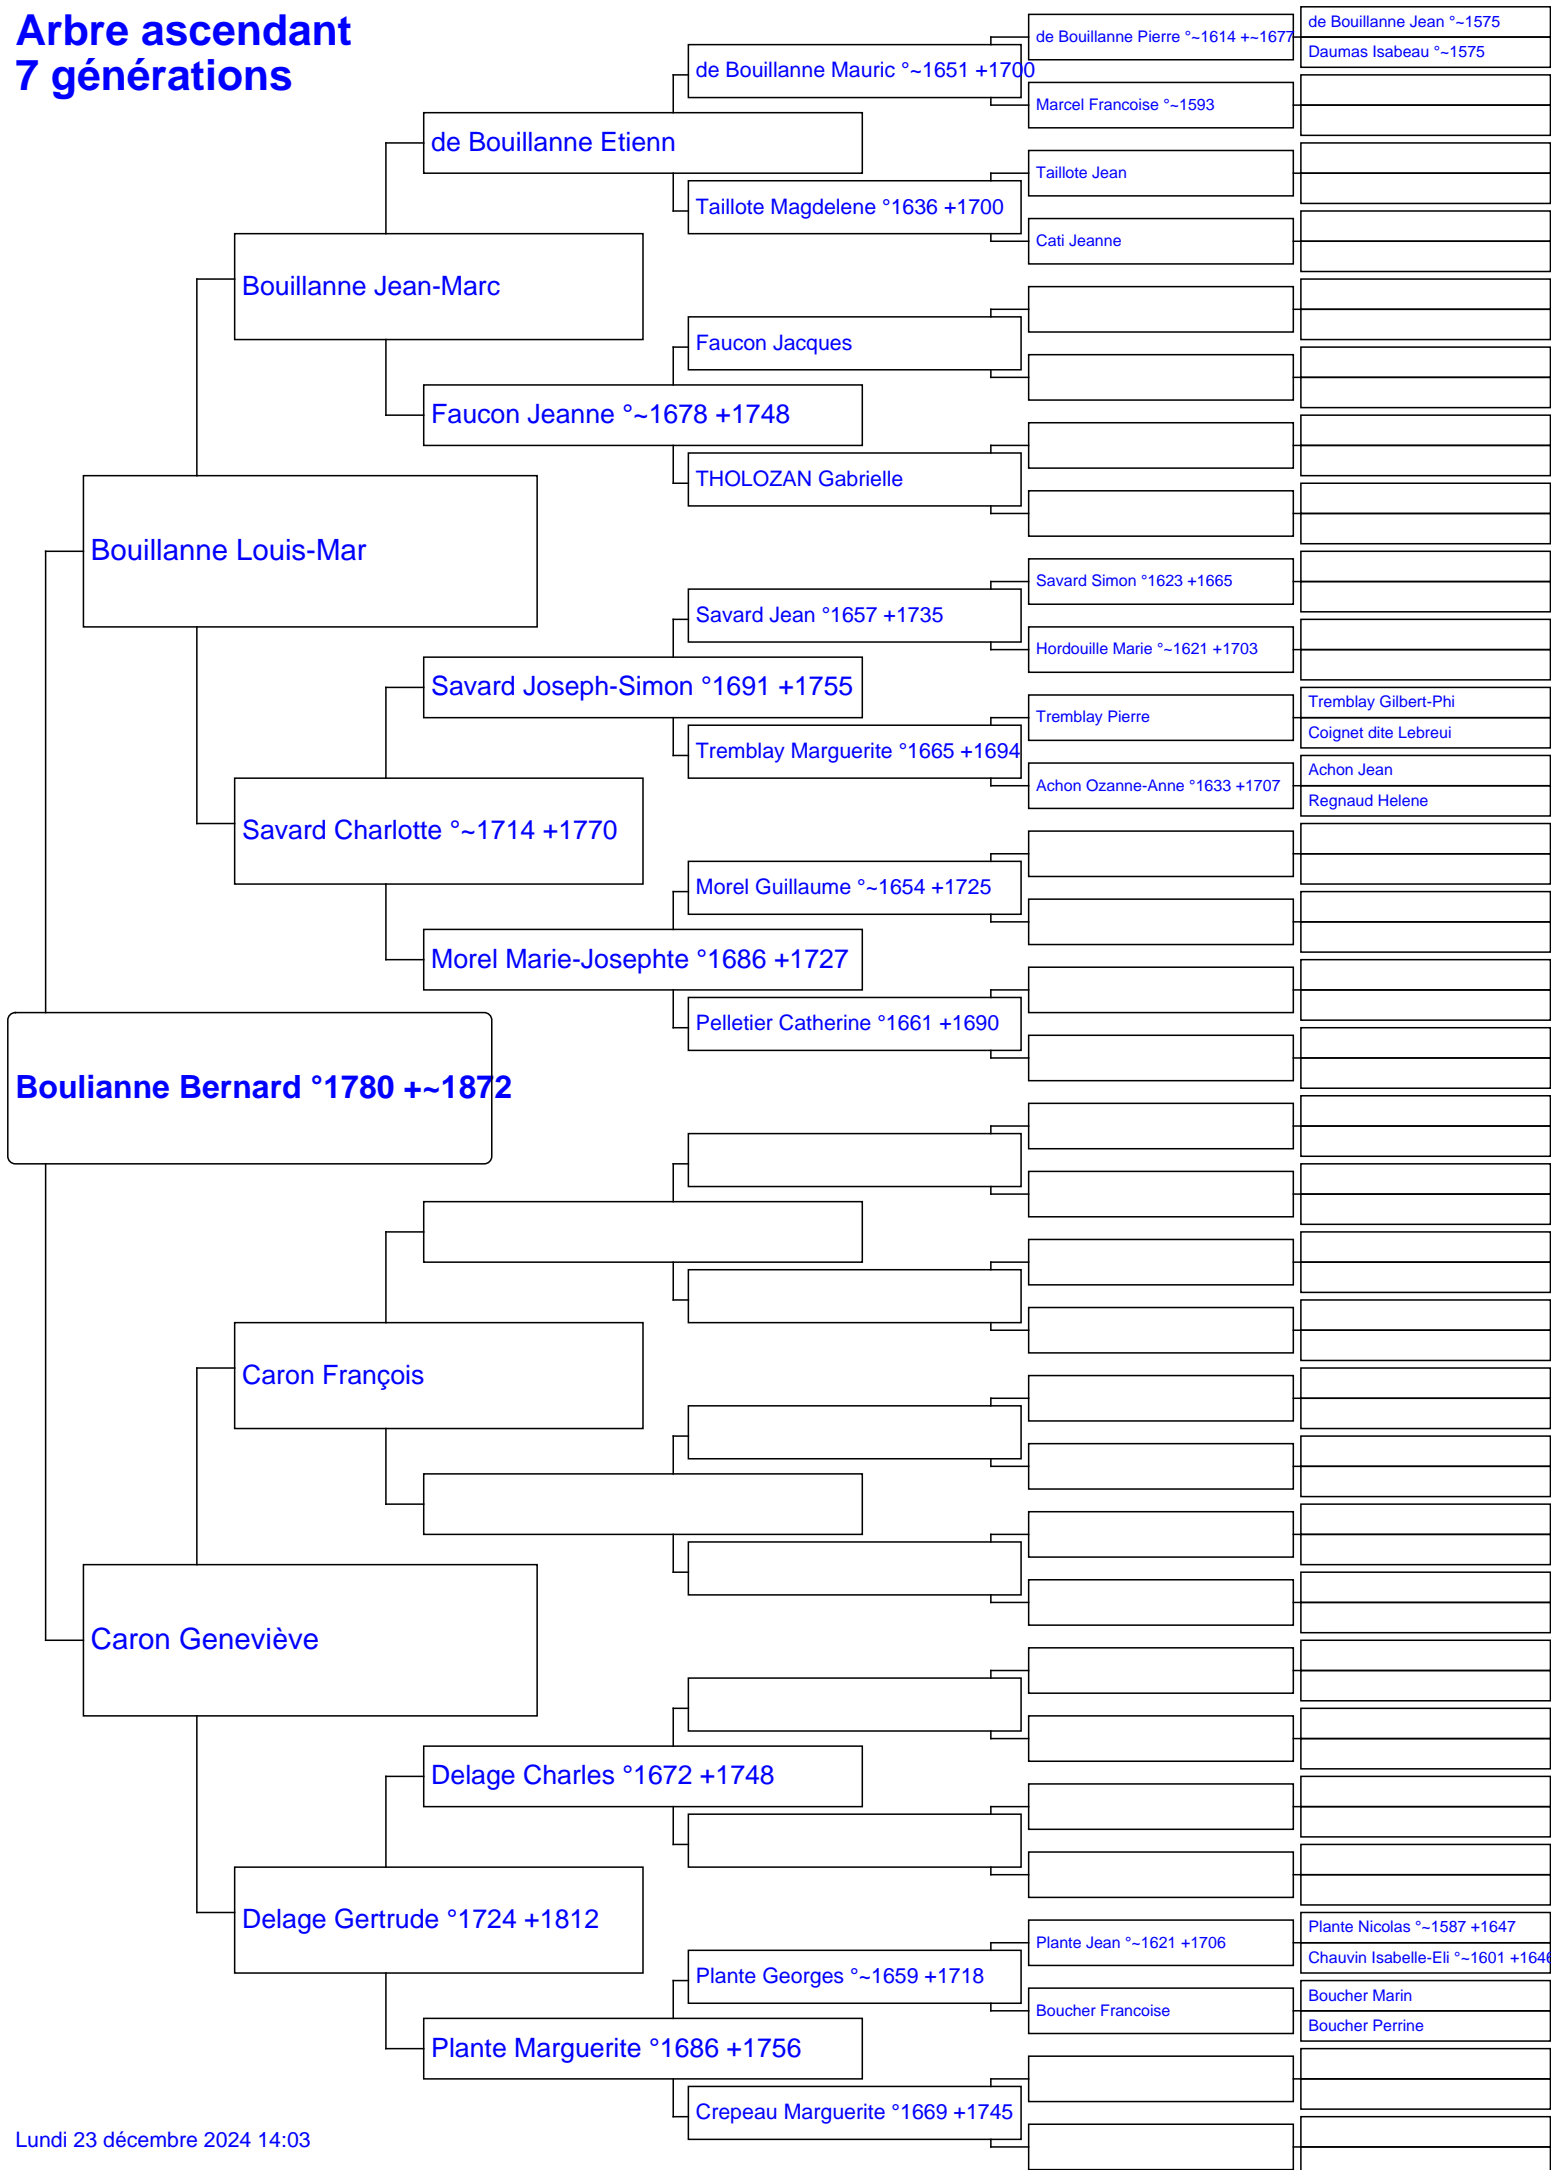 Arbre ascendant
7 générations
de Bouillanne Jean °~1575
de Bouillanne Pierre °~1614 +~1677
Daumas Isabeau °~1575
de Bouillanne Mauric °~1651 +1700
Marcel Francoise °~1593
de Bouillanne Etienn
Taillote Jean
Taillote Magdelene °1636 +1700
Cati Jeanne
Bouillanne Jean-Marc
Faucon Jacques
Faucon Jeanne °~1678 +1748
THOLOZAN Gabrielle
Bouillanne Louis-Mar
Savard Simon °1623 +1665
Savard Jean °1657 +1735
Hordouille Marie °~1621 +1703
Savard Joseph-Simon °1691 +1755
Tremblay Gilbert-Phi
Tremblay Pierre
Coignet dite Lebreui
Tremblay Marguerite °1665 +1694
Achon Jean
Achon Ozanne-Anne °1633 +1707
Regnaud Helene
Savard Charlotte °~1714 +1770
Morel Guillaume °~1654 +1725
Morel Marie-Josephte °1686 +1727
Pelletier Catherine °1661 +1690
Boulianne Bernard °1780 +~1872
Caron François
Caron Geneviève
Delage Charles °1672 +1748
Delage Gertrude °1724 +1812
Plante Nicolas °~1587 +1647
Plante Jean °~1621 +1706
Chauvin Isabelle-Eli °~1601 +1646
Plante Georges °~1659 +1718
Boucher Marin
Boucher Francoise
Boucher Perrine
Plante Marguerite °1686 +1756
Crepeau Marguerite °1669 +1745
Lundi 23 décembre 2024 14:03